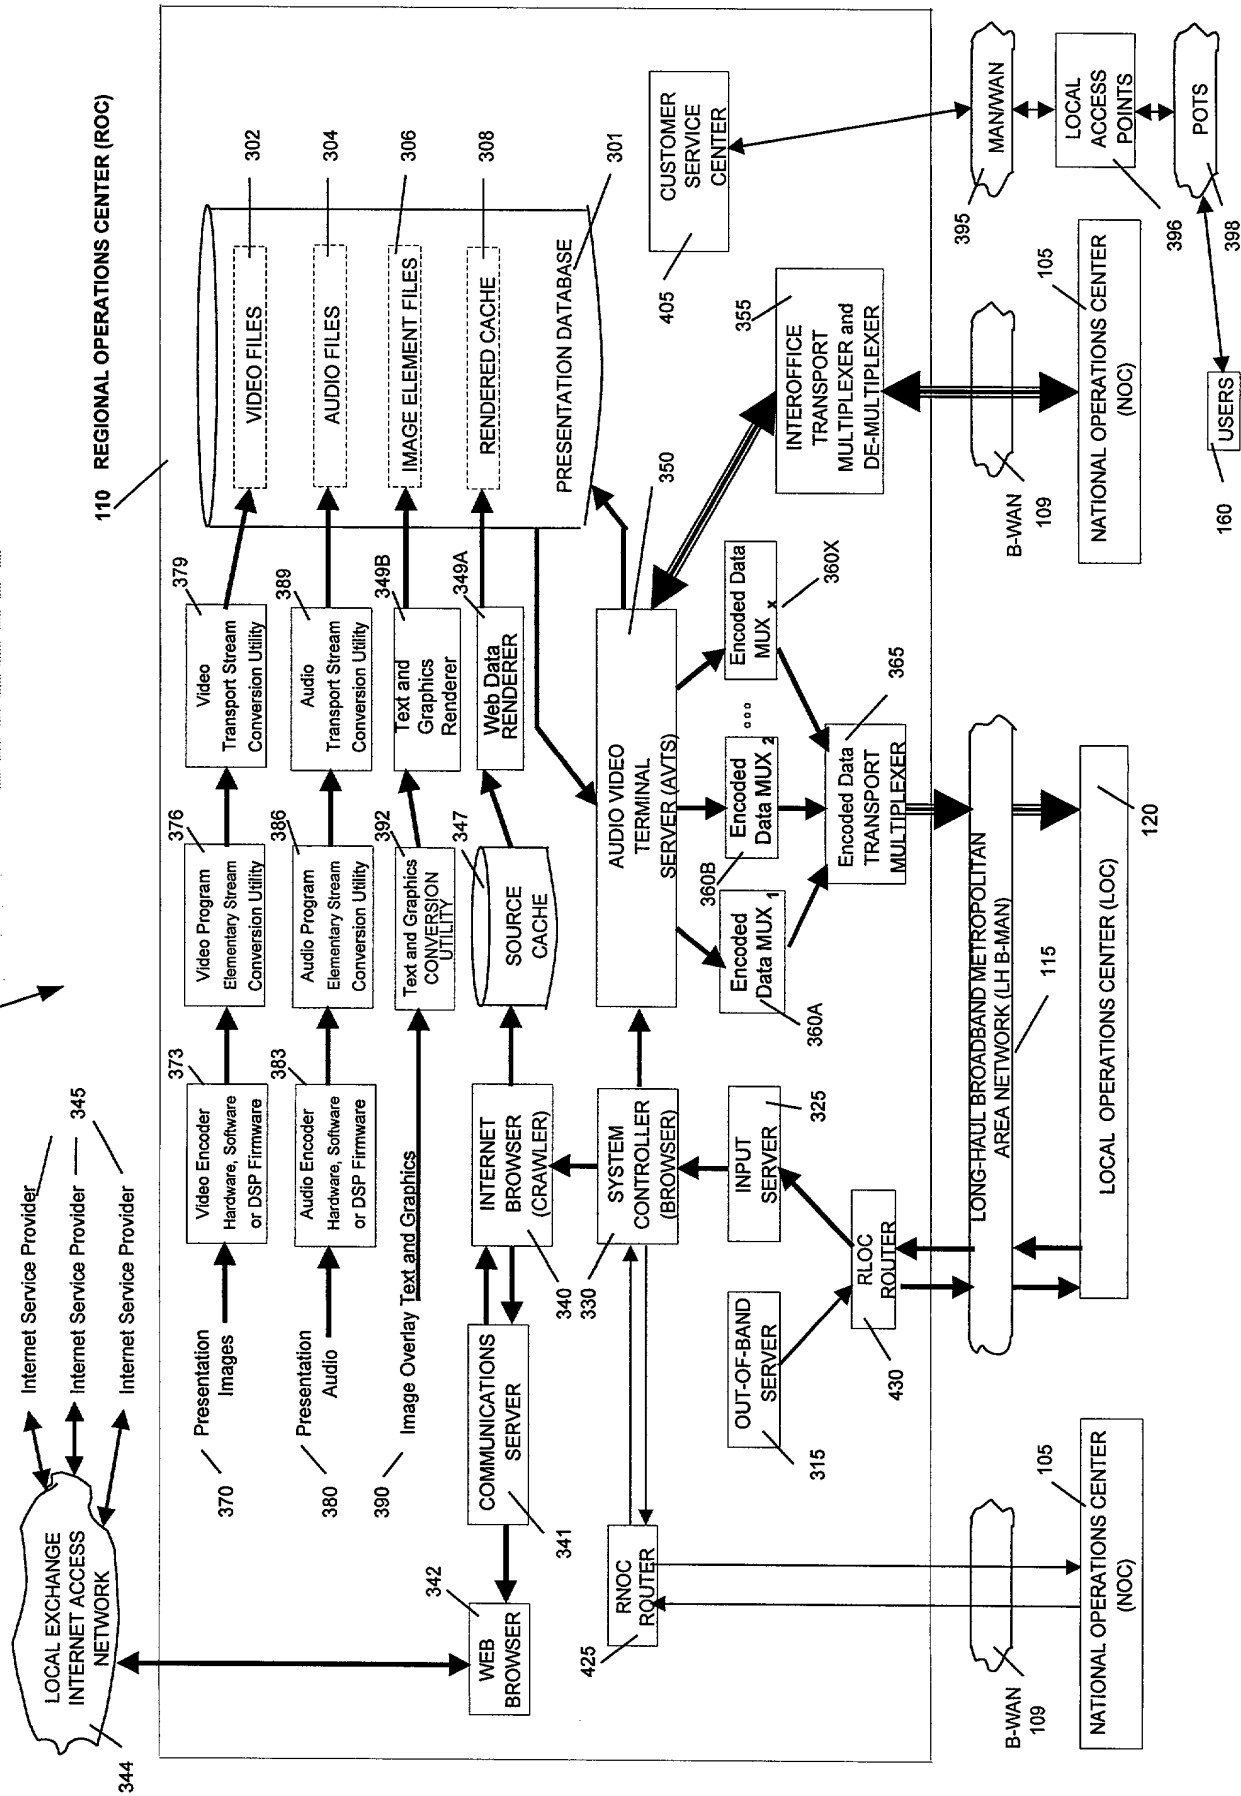 110 REGIONAL OPERATIONS CENTER (ROC)
LOCAL EXCHANGE
INTERNET ACCESS
NETWORK
344
Internet Service Provider
Internet Service Provider
Internet Service Provider
345
Presentation
Images
370
Video Encoder
Hardware, Software
or DSP Firmware
373
Video Program
Elementary Stream
Conversion Utility
376
Video
Transport Stream
Conversion Utility
379
VIDEO FILES
302
Presentation
Audio
380
Audio Encoder
Hardware, Software
or DSP Firmware
383
Audio Program
Elementary Stream
Conversion Utility
386
Audio
Transport Stream
Conversion Utility
389
AUDIO FILES
304
390
Image Overlay Text and Graphics
Text and Graphics
CONVERSION
UTILITY
392
Text and
Graphics
Renderer
349B
IMAGE ELEMENT FILES
306
WEB
BROWSER
342
COMMUNICATIONS
SERVER
341
INTERNET
BROWSER
(CRAWLER)
340
SOURCE
CACHE
347
Web Data
RENDERER
349A
RENDERED CACHE
308
PRESENTATION DATABASE
301
RNOC
ROUTER
425
SYSTEM
CONTROLLER
(BROWSER)
330
AUDIO VIDEO
TERMINAL
SERVER (AVTS)
350
CUSTOMER
SERVICE
CENTER
405
OUT-OF-BAND
SERVER
315
INPUT
SERVER
325
Encoded
Data MUX 1
360A
Encoded
Data MUX 2
360B
...
Encoded Data
MUX x
360X
INTEROFFICE
TRANSPORT
MULTIPLEXER and
DE-MULTIPLEXER
355
RLOC
ROUTER
430
Encoded Data
TRANSPORT
MULTIPLEXER
365
B-WAN
109
LONG-HAUL BROADBAND METROPOLITAN
AREA NETWORK (LH B-MAN)
115
B-WAN
109
MAN/WAN
395
LOCAL
ACCESS
POINTS
396
POTS
398
NATIONAL OPERATIONS CENTER
(NOC)
105
LOCAL OPERATIONS CENTER (LOC)
120
NATIONAL OPERATIONS CENTER
(NOC)
105
USERS
160